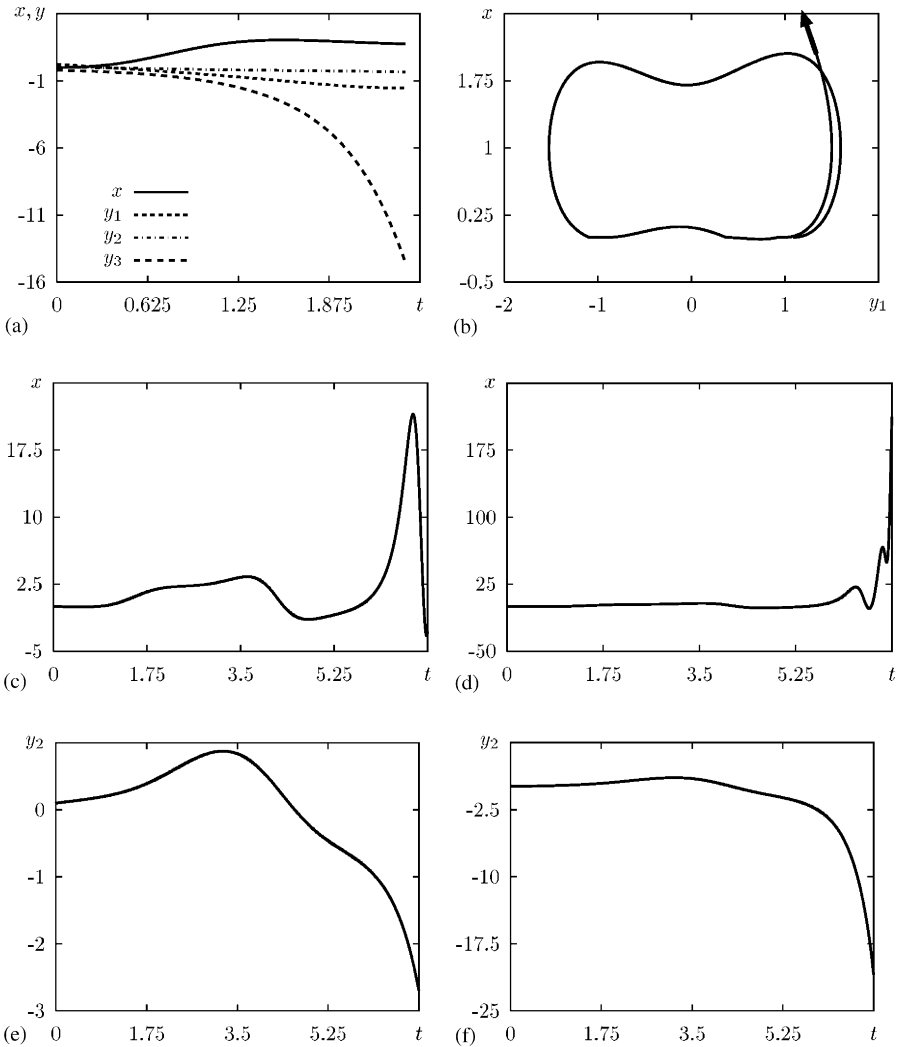 x, y
-1
-6
-11
-16
x
y1
y2
y3
0 0.625 1.25 1.875 t
(a)
x
1.75
1
0.25
-0.5
-2 -1 0 1 y1
(b)
x
17.5
10
2.5
-5
0 1.75 3.5 5.25 t
(c)
x
175
100
25
-50
0 1.75 3.5 5.25 t
(d)
y2
0
-1
-2
-3
0 1.75 3.5 5.25 t
(e)
y2
-2.5
-10
-17.5
-25
0 1.75 3.5 5.25 t
(f)